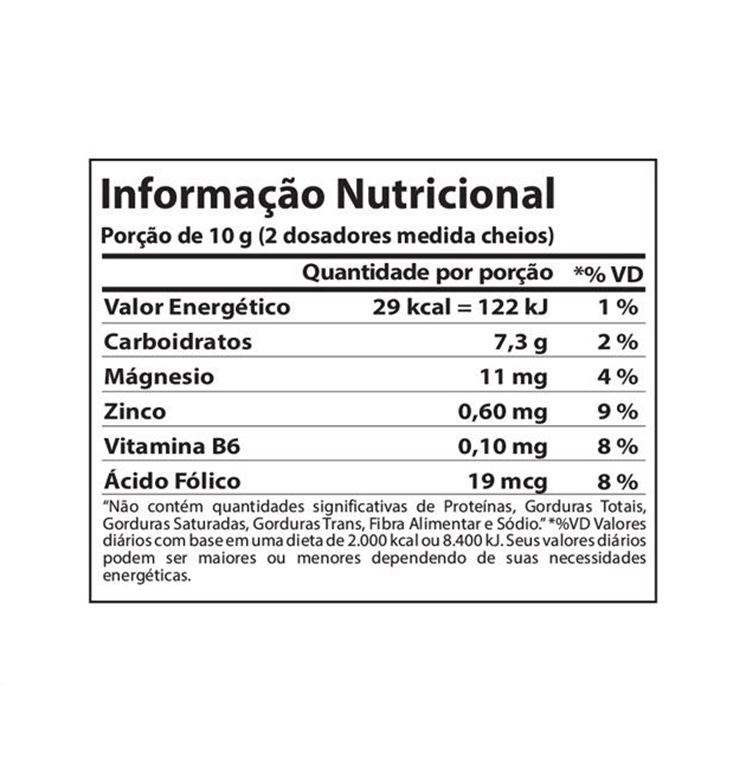 Informação Nutricional
Porção de 10 g (2 dosadores medida cheios)
Quantidade por porção *% VD
Valor Energético 29 kcal = 122 kJ 1 %
Carboidratos 7,3 g 2 %
Mágnesio 11 mg 4 %
Zinco 0,60 mg 9 %
Vitamina B6 0,10 mg 8 %
Ácido Fólico 19 mcg 8 %
“Não contém quantidades significativas de Proteínas, Gorduras Totais,
Gorduras Saturadas, Gorduras Trans, Fibra Alimentar e Sódio.” *%VD Valores
diários com base em uma dieta de 2.000 kcal ou 8.400 kJ. Seus valores diários
podem ser maiores ou menores dependendo de suas necessidades
energéticas.